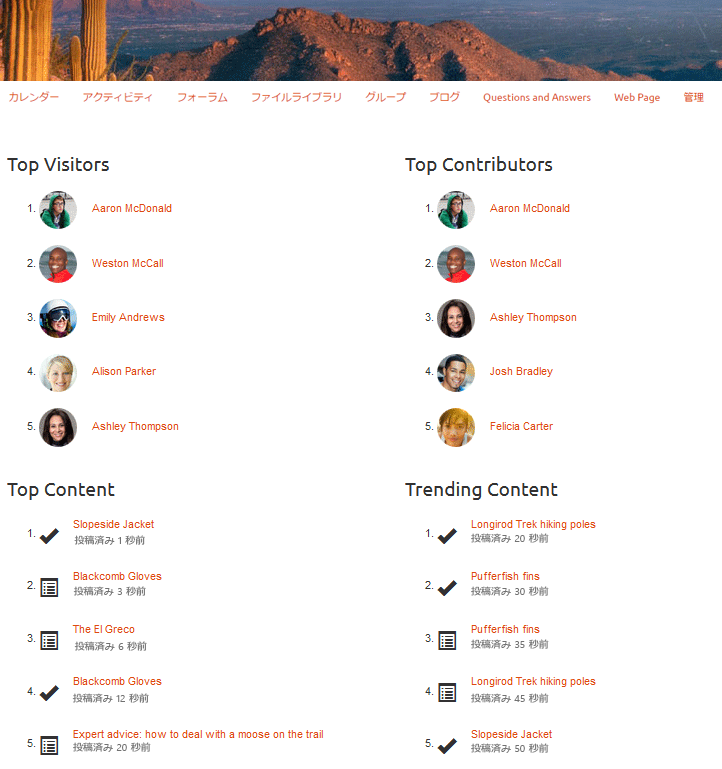 カレンダー アクティビティ フォーラム ファイルライブラリ グループ ブログ Questions and Answers Web Page 管理
Top Visitors
1. Aaron McDonald
2. Weston McCall
3. Emily Andrews
4. Alison Parker
5. Ashley Thompson
Top Contributors
1. Aaron McDonald
2. Weston McCall
3. Ashley Thompson
4. Josh Bradley
5. Felicia Carter
Top Content
1. Slopeside Jacket
投稿済み 1 秒前
2. Blackcomb Gloves
投稿済み 3 秒前
3. The El Greco
投稿済み 6 秒前
4. Blackcomb Gloves
投稿済み 12 秒前
5. Expert advice: how to deal with a moose on the trail
投稿済み 20 秒前
Trending Content
1. Longirod Trek hiking poles
投稿済み 20 秒前
2. Pufferfish fins
投稿済み 30 秒前
3. Pufferfish fins
投稿済み 35 秒前
4. Longirod Trek hiking poles
投稿済み 45 秒前
5. Slopeside Jacket
投稿済み 50 秒前